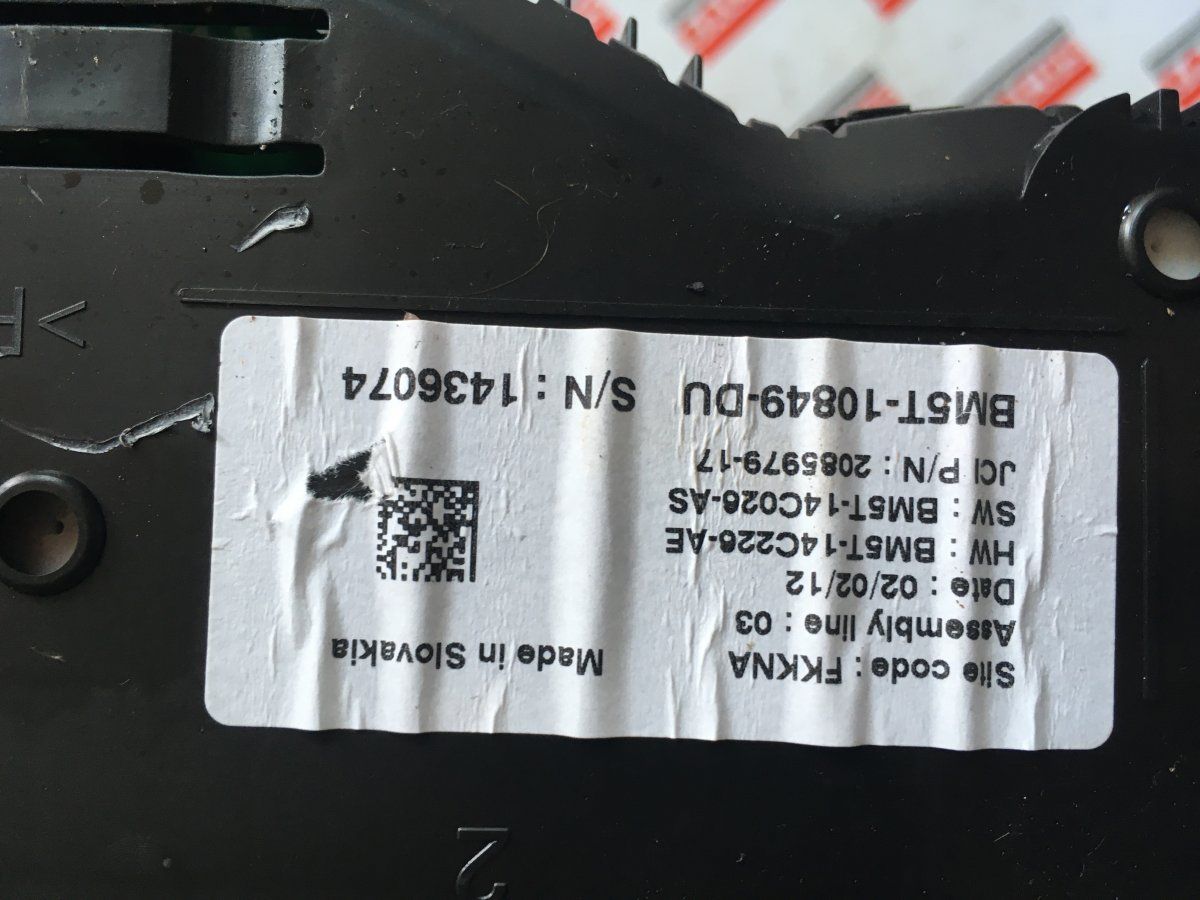 BM5T-10849-DU S/N : 1436074
JCI P/N : 2085979-17
SW : BM5T-14C026-AS
HW : BM5T-14C226-AE
Date : 02/02/12
Assembly line : 03
Site code : FKKNA
Made in Slovakia
2